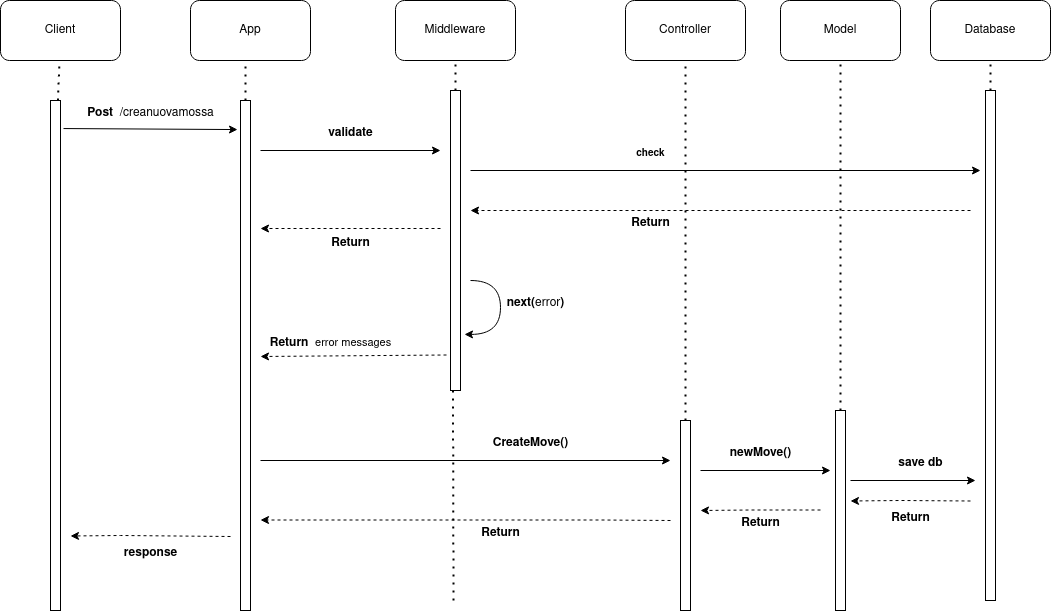 Client
App
Middleware
Controller
Model
Database
Post /creanuovamossa
validate
check
Return
Return
next(error)
Return error messages
CreateMove()
newMove()
save db
Return
Return
Return
response